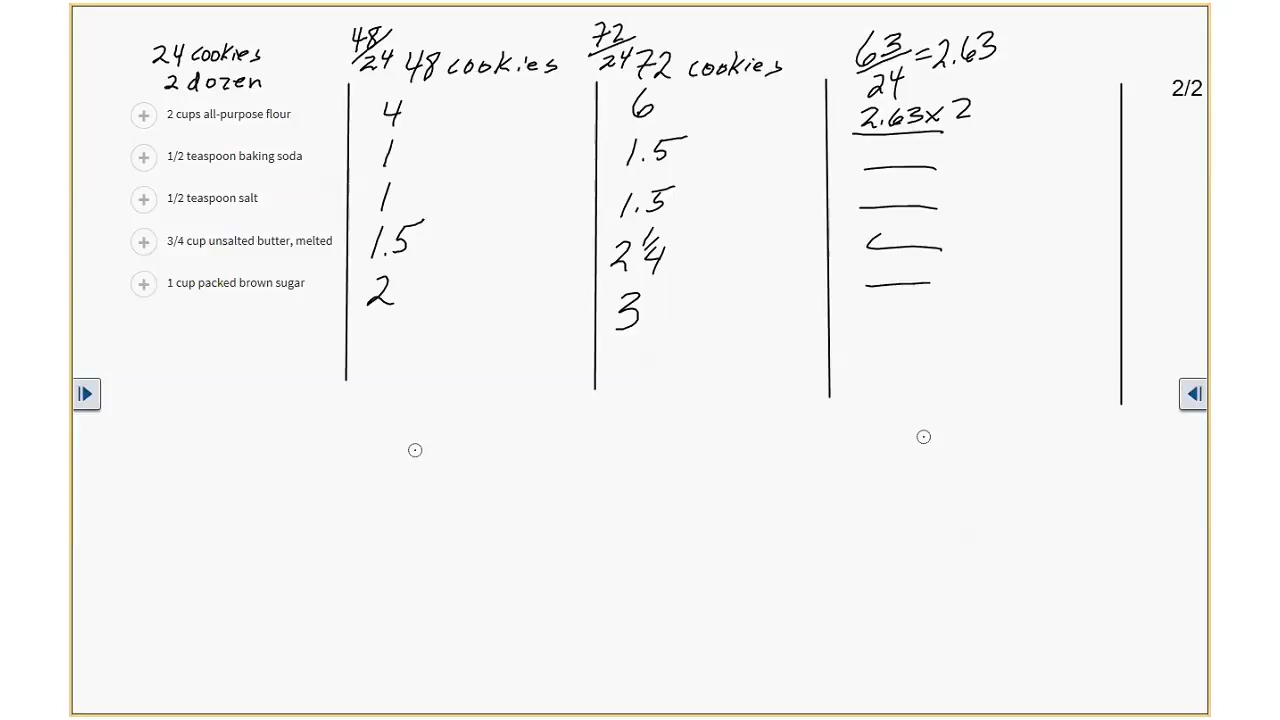 24 cookies
2 dozen
48/24 48 cookies
72/24 72 cookies
63/24 = 2.63
2/2
2 cups all-purpose flour
4
6
2.63 x 2
1/2 teaspoon baking soda
1
1.5
1/2 teaspoon salt
1
1.5
3/4 cup unsalted butter, melted
1.5
2 1/4
1 cup packed brown sugar
2
3